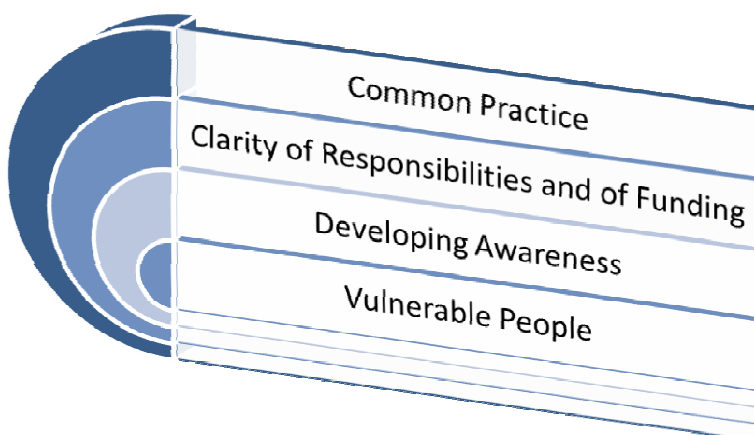 Common Practice
Clarity of Responsibilities and of Funding
Developing Awareness
Vulnerable People